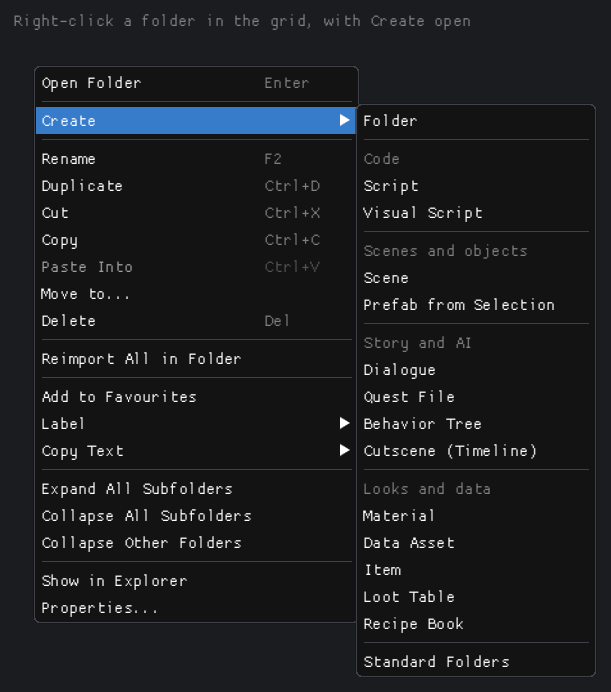 Right-click a folder in the grid, with Create open
Open Folder Enter
Create
Rename F2
Duplicate Ctrl+D
Cut Ctrl+X
Copy Ctrl+C
Paste Into Ctrl+V
Move to...
Delete Del
Reimport All in Folder
Add to Favourites
Label
Copy Text
Expand All Subfolders
Collapse All Subfolders
Collapse Other Folders
Show in Explorer
Properties...
Folder
Code
Script
Visual Script
Scenes and objects
Scene
Prefab from Selection
Story and AI
Dialogue
Quest File
Behavior Tree
Cutscene (Timeline)
Looks and data
Material
Data Asset
Item
Loot Table
Recipe Book
Standard Folders